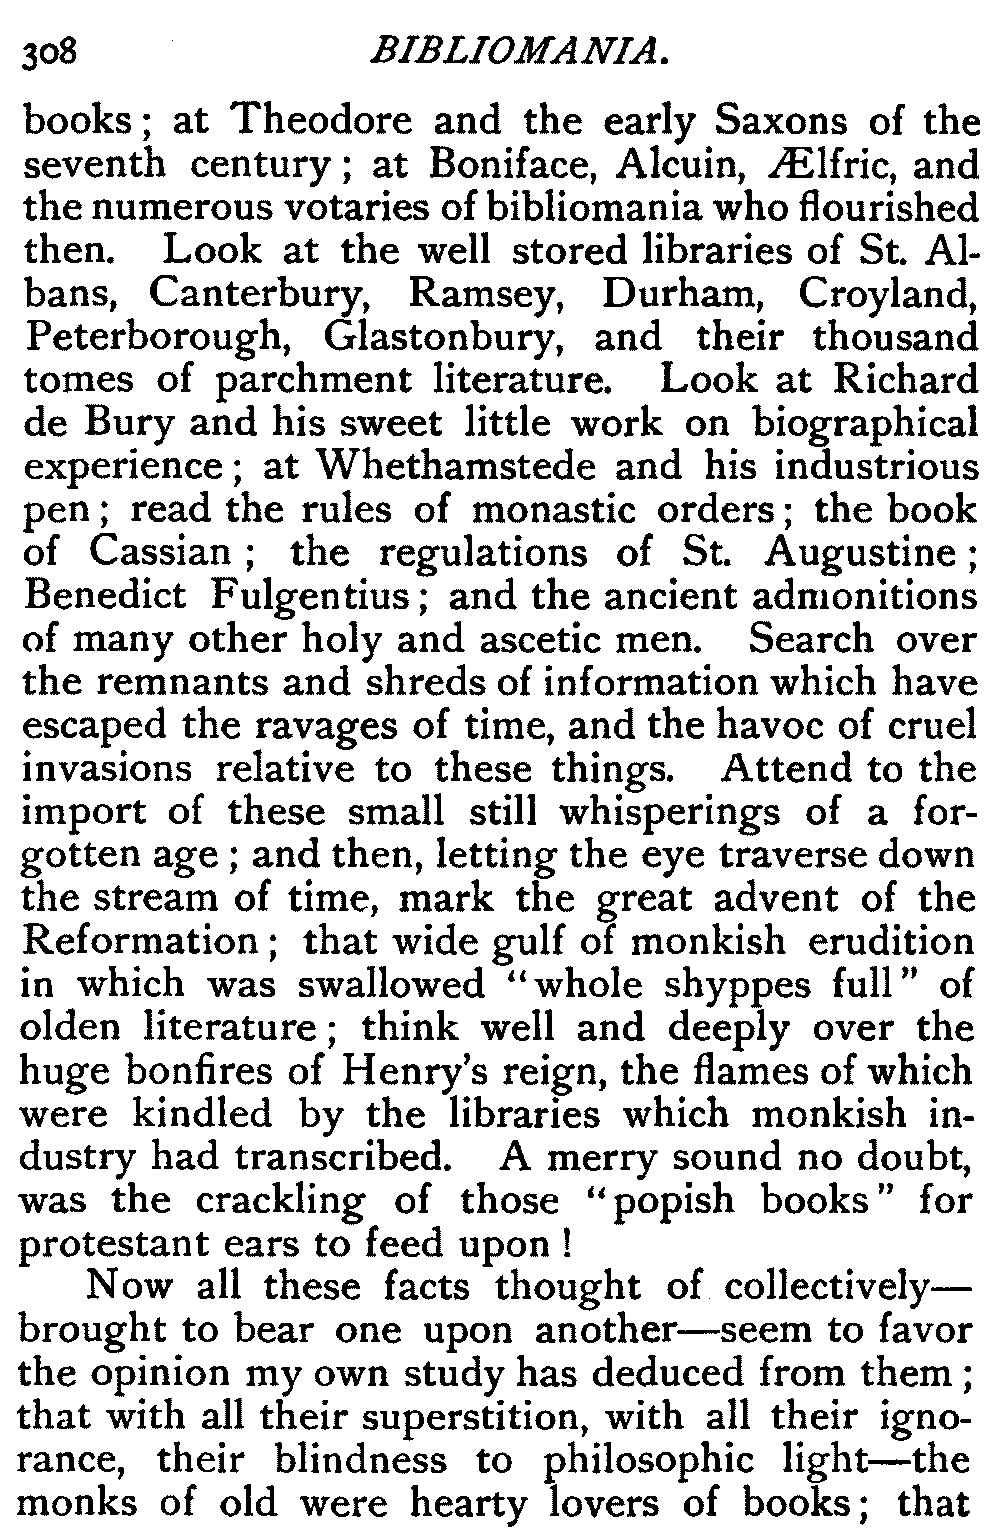 308 BIBLIOMANIA.
books; at Theodore and the early Saxons of the
seventh century; at Boniface, Alcuin, Ælfric, and
the numerous votaries of bibliomania who flourished
then. Look at the well stored libraries of St. Al-
bans, Canterbury, Ramsey, Durham, Croyland,
Peterborough, Glastonbury, and their thousand
tomes of parchment literature. Look at Richard
de Bury and his sweet little work on biographical
experience; at Whethamstede and his industrious
pen; read the rules of monastic orders; the book
of Cassian; the regulations of St. Augustine;
Benedict Fulgentius; and the ancient admonitions
of many other holy and ascetic men. Search over
the remnants and shreds of information which have
escaped the ravages of time, and the havoc of cruel
invasions relative to these things. Attend to the
import of these small still whisperings of a for-
gotten age; and then, letting the eye traverse down
the stream of time, mark the great advent of the
Reformation; that wide gulf of monkish erudition
in which was swallowed "whole shyppes full" of
olden literature; think well and deeply over the
huge bonfires of Henry's reign, the flames of which
were kindled by the libraries which monkish in-
dustry had transcribed. A merry sound no doubt,
was the crackling of those "popish books" for
protestant ears to feed upon!
Now all these facts thought of collectively—
brought to bear one upon another—seem to favor
the opinion my own study has deduced from them;
that with all their superstition, with all their igno-
rance, their blindness to philosophic light—the
monks of old were hearty lovers of books; that